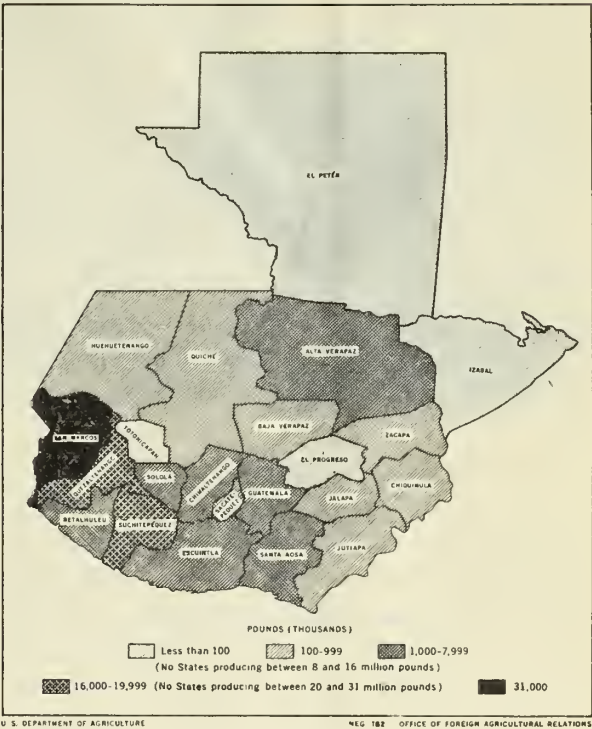 EL PETÉN
HUEHUETENANGO
QUICHÉ
ALTA VERAPAZ
IZABAL
BAJA VERAPAZ
ZACAPA
SAN MARCOS
TOTONICAPAN
EL PROGRESO
QUEZALTENANGO
SOLOLÁ
CHIMALTENANGO
SACATEPEQUEZ
GUATEMALA
JALAPA
CHIQUIMULA
RETALHULEU
SUCHITEPÉQUEZ
ESCUINTLA
SANTA ROSA
JUTIAPA
POUNDS (THOUSANDS)
Less than 100 100-999 1,000-7,999
(No States producing between 8 and 16 million pounds)
16,000-19,999 (No States producing between 20 and 31 million pounds) 31,000
U. S. DEPARTMENT OF AGRICULTURE NEG 182 OFFICE OF FOREIGN AGRICULTURAL RELATIONS